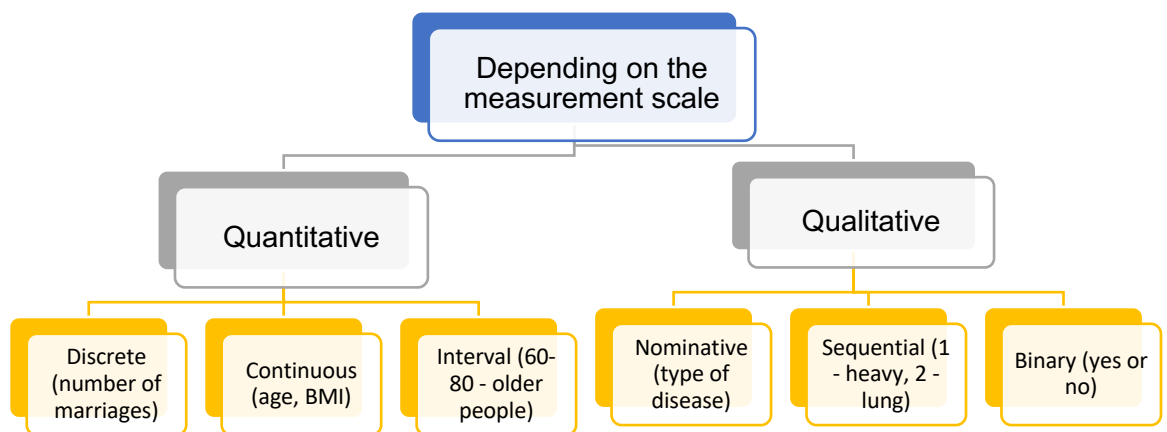 Depending on the
measurement scale
Quantitative
Qualitative
Discrete
(number of
marriages)
Continuous
(age, BMI)
Interval (60-
80 - older
people)
Nominative
(type of
disease)
Sequential (1
- heavy, 2 -
lung)
Binary (yes or
no)